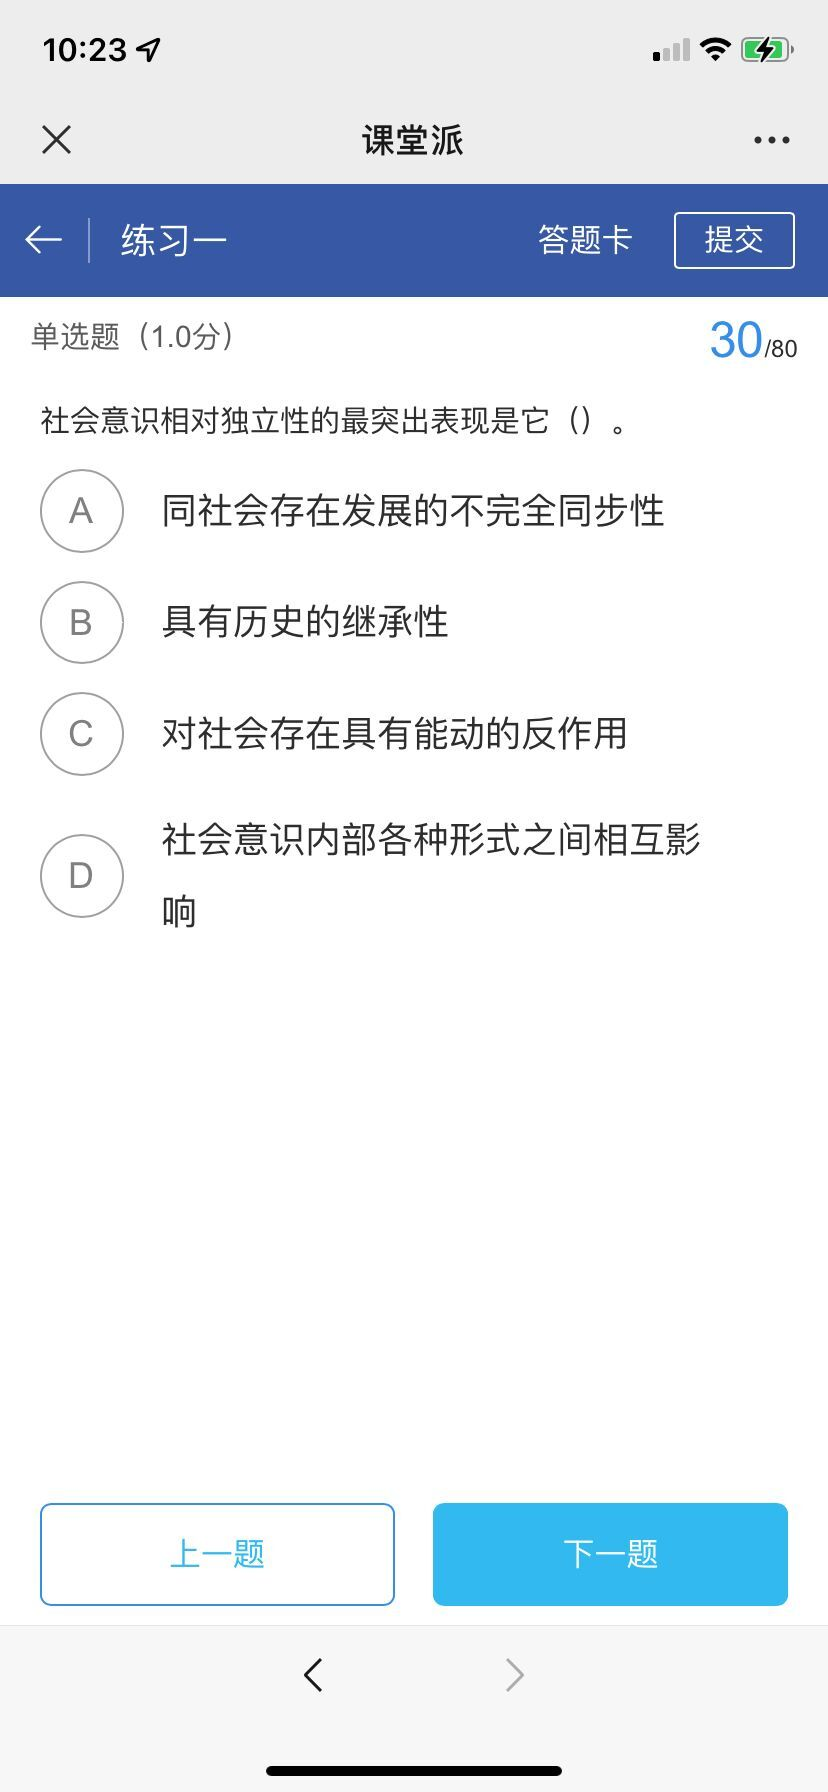 10:23
课堂派
练习一
答题卡
提交
单选题（1.0分）
30/80
社会意识相对独立性的最突出表现是它（）。
A 同社会存在发展的不完全同步性
B 具有历史的继承性
C 对社会存在具有能动的反作用
D 社会意识内部各种形式之间相互影
响
上一题
下一题